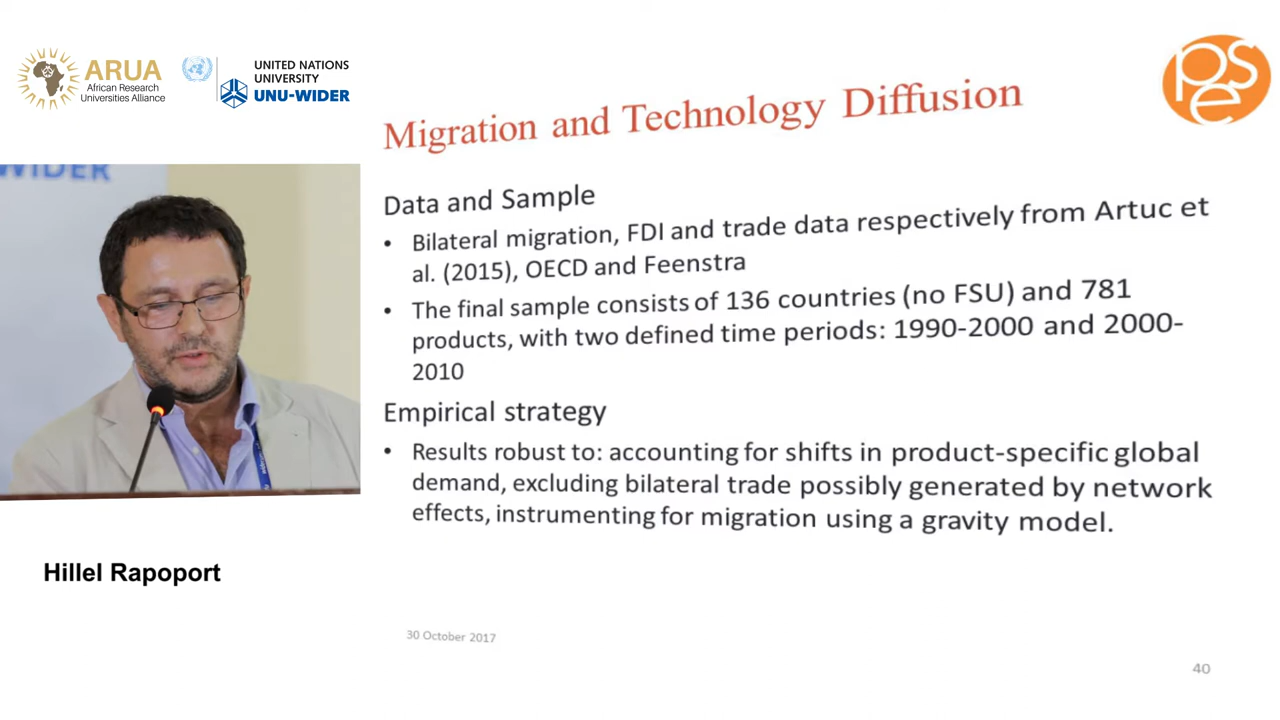 ARUA
African Research
Universities Alliance
UNITED NATIONS
UNIVERSITY
UNU-WIDER
pse
Migration and Technology Diffusion
WIDER
Data and Sample
• Bilateral migration, FDI and trade data respectively from Artuc et
al. (2015), OECD and Feenstra
• The final sample consists of 136 countries (no FSU) and 781
products, with two defined time periods: 1990-2000 and 2000-
2010
Empirical strategy
• Results robust to: accounting for shifts in product-specific global
demand, excluding bilateral trade possibly generated by network
effects, instrumenting for migration using a gravity model.
Hillel Rapoport
30 October 2017
40